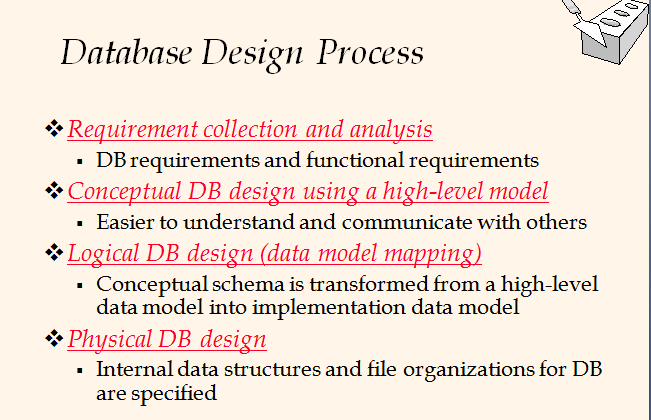 Database Design Process
Requirement collection and analysis
DB requirements and functional requirements
Conceptual DB design using a high-level model
Easier to understand and communicate with others
Logical DB design (data model mapping)
Conceptual schema is transformed from a high-level
data model into implementation data model
Physical DB design
Internal data structures and file organizations for DB
are specified